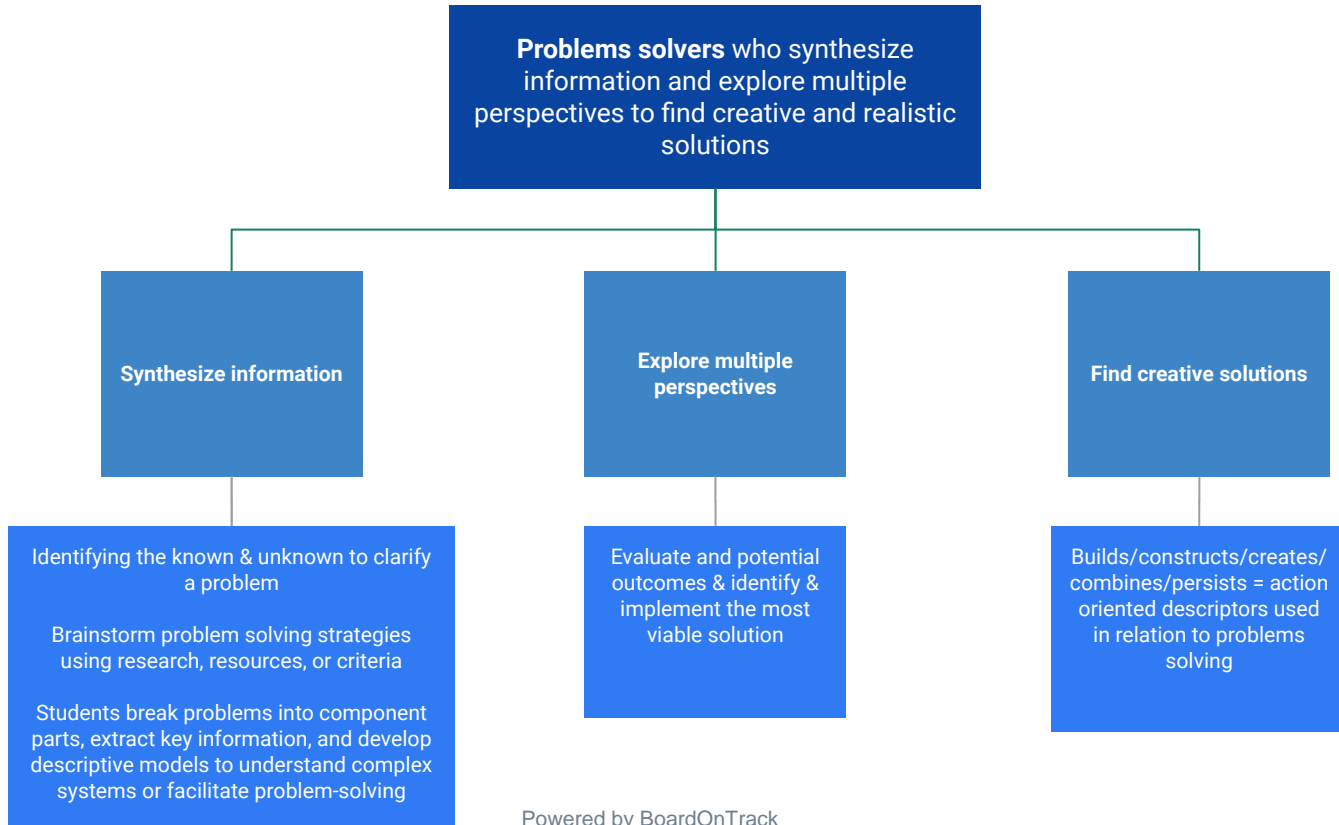 Problems solvers who synthesize
information and explore multiple
perspectives to find creative and realistic
solutions
Synthesize information
Explore multiple
perspectives
Find creative solutions
Identifying the known & unknown to clarify
a problem
Brainstorm problem solving strategies
using research, resources, or criteria
Students break problems into component
parts, extract key information, and develop
descriptive models to understand complex
systems or facilitate problem-solving
Evaluate and potential
outcomes & identify &
implement the most
viable solution
Builds/constructs/creates/
combines/persists = action
oriented descriptors used
in relation to problems
solving
Powered by BoardOnTrack